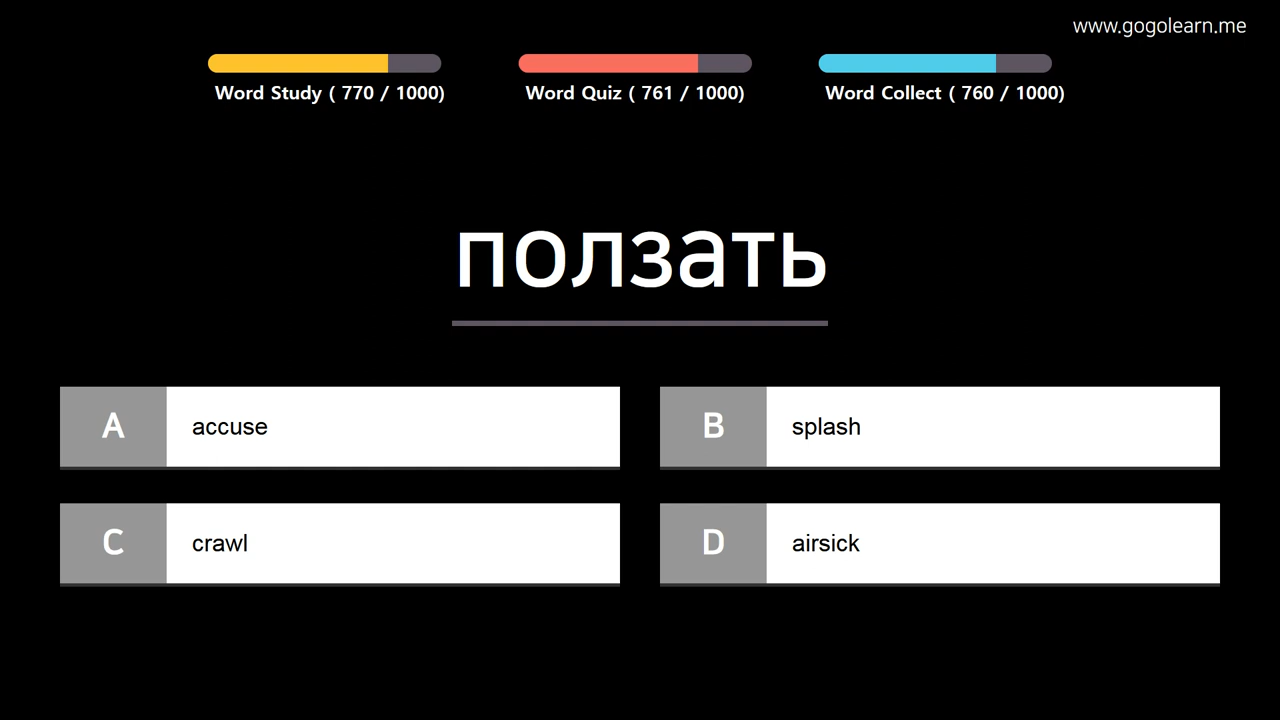 www.gogolearn.me
Word Study ( 770 / 1000)
Word Quiz ( 761 / 1000)
Word Collect ( 760 / 1000)
ползать
A accuse
B splash
C crawl
D airsick